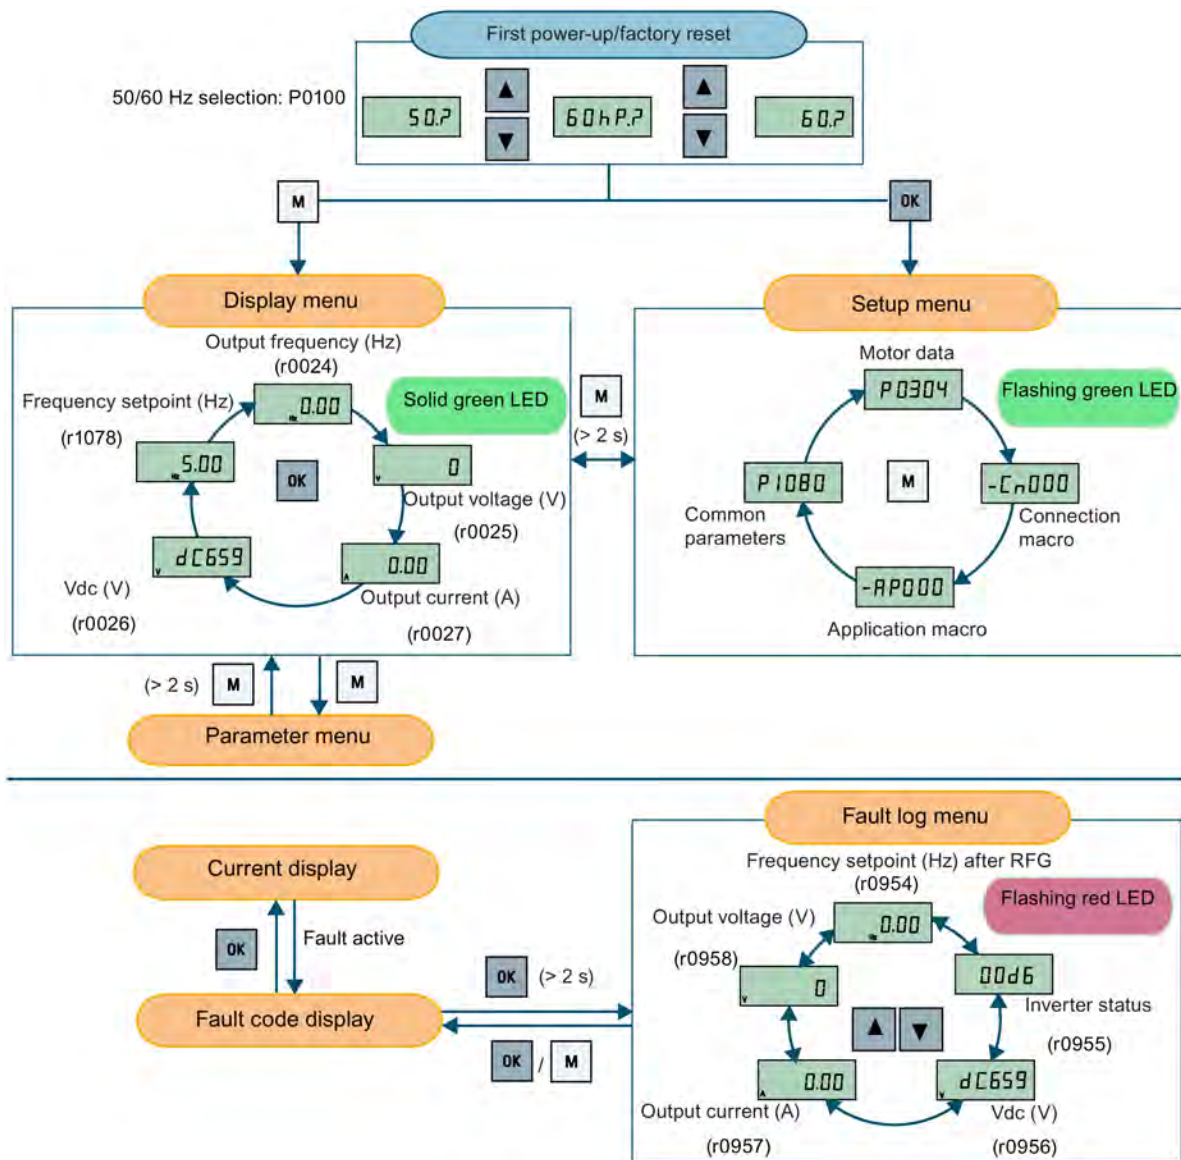 First power-up/factory reset
50/60 Hz selection: P0100
50.?
60hP.?
60.?
M
OK
Display menu
Output frequency (Hz)
(r0024)
Hz 0.00
Solid green LED
Frequency setpoint (Hz)
(r1078)
Hz 5.00
OK
V 0
Output voltage (V)
(r0025)
V dC659
A 0.00
Vdc (V)
(r0026)
Output current (A)
(r0027)
M
(> 2 s)
Setup menu
Motor data
P0304
Flashing green LED
P1080
M
-Cn000
Common
parameters
Connection
macro
-AP000
Application macro
(> 2 s)
M
M
Parameter menu
Fault log menu
Frequency setpoint (Hz) after RFG
(r0954)
Flashing red LED
Hz 0.00
Output voltage (V)
(r0958)
V 0
00d6
Inverter status
(r0955)
▲ ▼
A 0.00
V dC659
Output current (A)
(r0957)
Vdc (V)
(r0956)
Current display
OK
Fault active
Fault code display
OK (> 2 s)
OK / M